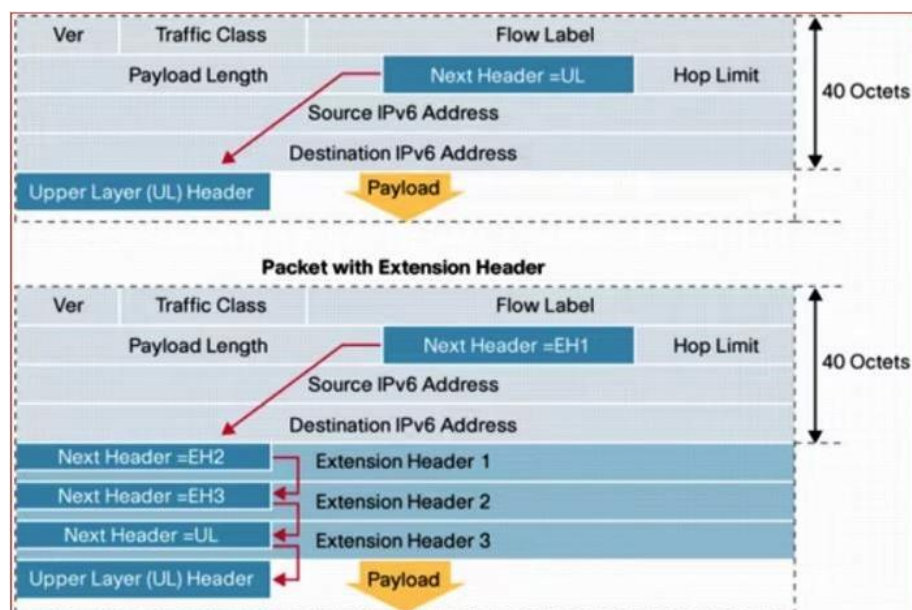 Ver Traffic Class Flow Label
Payload Length Next Header =UL Hop Limit
40 Octets
Source IPv6 Address
Destination IPv6 Address
Upper Layer (UL) Header Payload
Packet with Extension Header
Ver Traffic Class Flow Label
Payload Length Next Header =EH1 Hop Limit
40 Octets
Source IPv6 Address
Destination IPv6 Address
Next Header =EH2 Extension Header 1
Next Header =EH3 Extension Header 2
Next Header =UL Extension Header 3
Upper Layer (UL) Header Payload